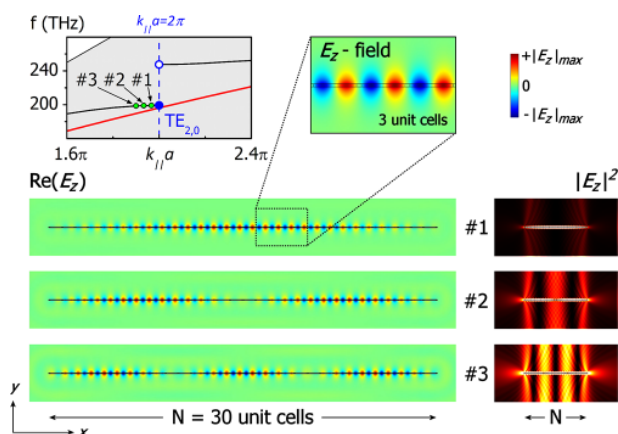 f (THz)
k//a=2π
240
200
#3 #2 #1
TE2,0
1.6π
k//a
2.4π
Ez - field
3 unit cells
+|Ez|max
0
-|Ez|max
Re(Ez)
|Ez|²
#1
#2
#3
y
x
N = 30 unit cells
N